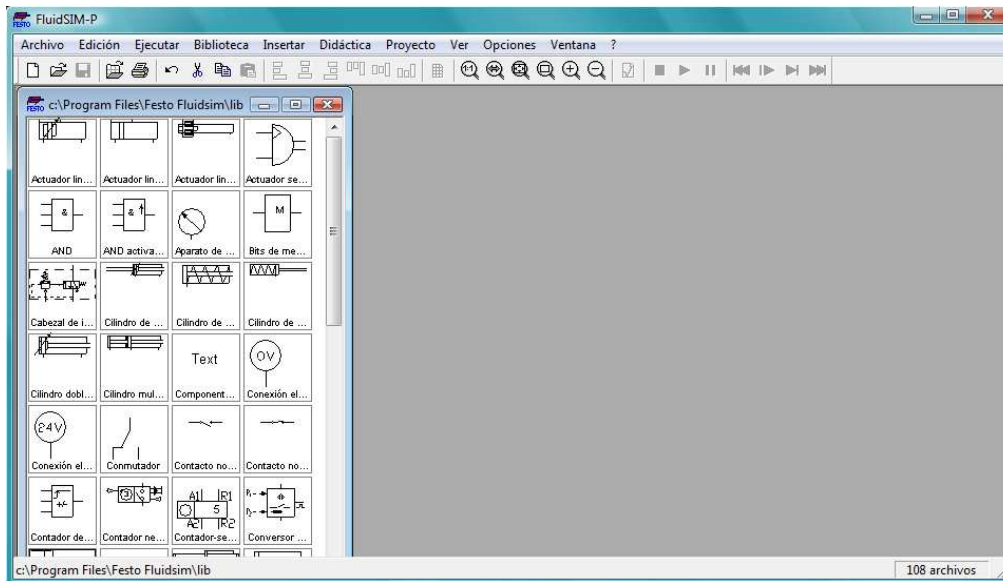 FluidSIM-P
Archivo Edición Ejecutar Biblioteca Insertar Didáctica Proyecto Ver Opciones Ventana ?
c:\Program Files\Festo Fluidsim\lib
Actuador lin... Actuador lin... Actuador lin... Actuador se...
& & M
AND AND activa... Aparato de ... Bits de me...
Cabezal de i... Cilindro de ... Cilindro de ... Cilindro de ...
Text 0V
Cilindro dobl... Cilindro mul... Component... Conexión el...
24V
Conexión el... Conmutador Contacto no... Contacto no...
A1 R1
5
A2 R2
Contador de... Contador ne... Contador-se... Conversor ...
c:\Program Files\Festo Fluidsim\lib 108 archivos